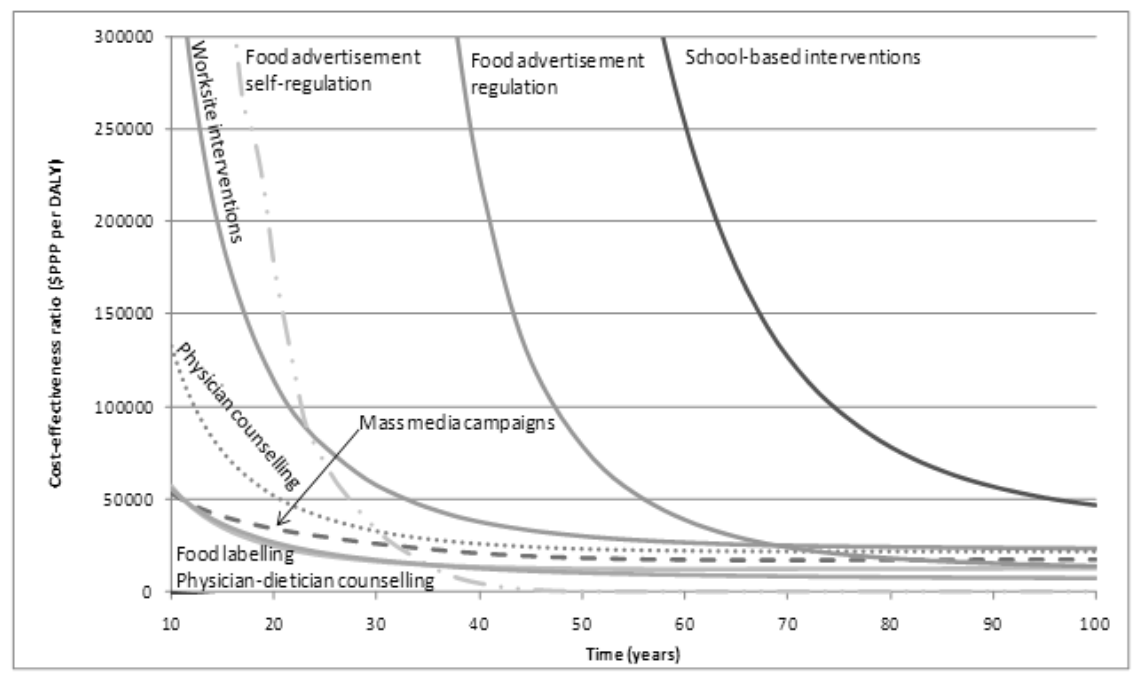 300000
250000
200000
150000
100000
50000
0
Cost-effectiveness ratio ($PPP per DALY)
Worksite interventions
Food advertisement
self-regulation
Food advertisement
regulation
School-based interventions
Physician counselling
Mass media campaigns
Food labelling
Physician-dietician counselling
10 20 30 40 50 60 70 80 90 100
Time (years)